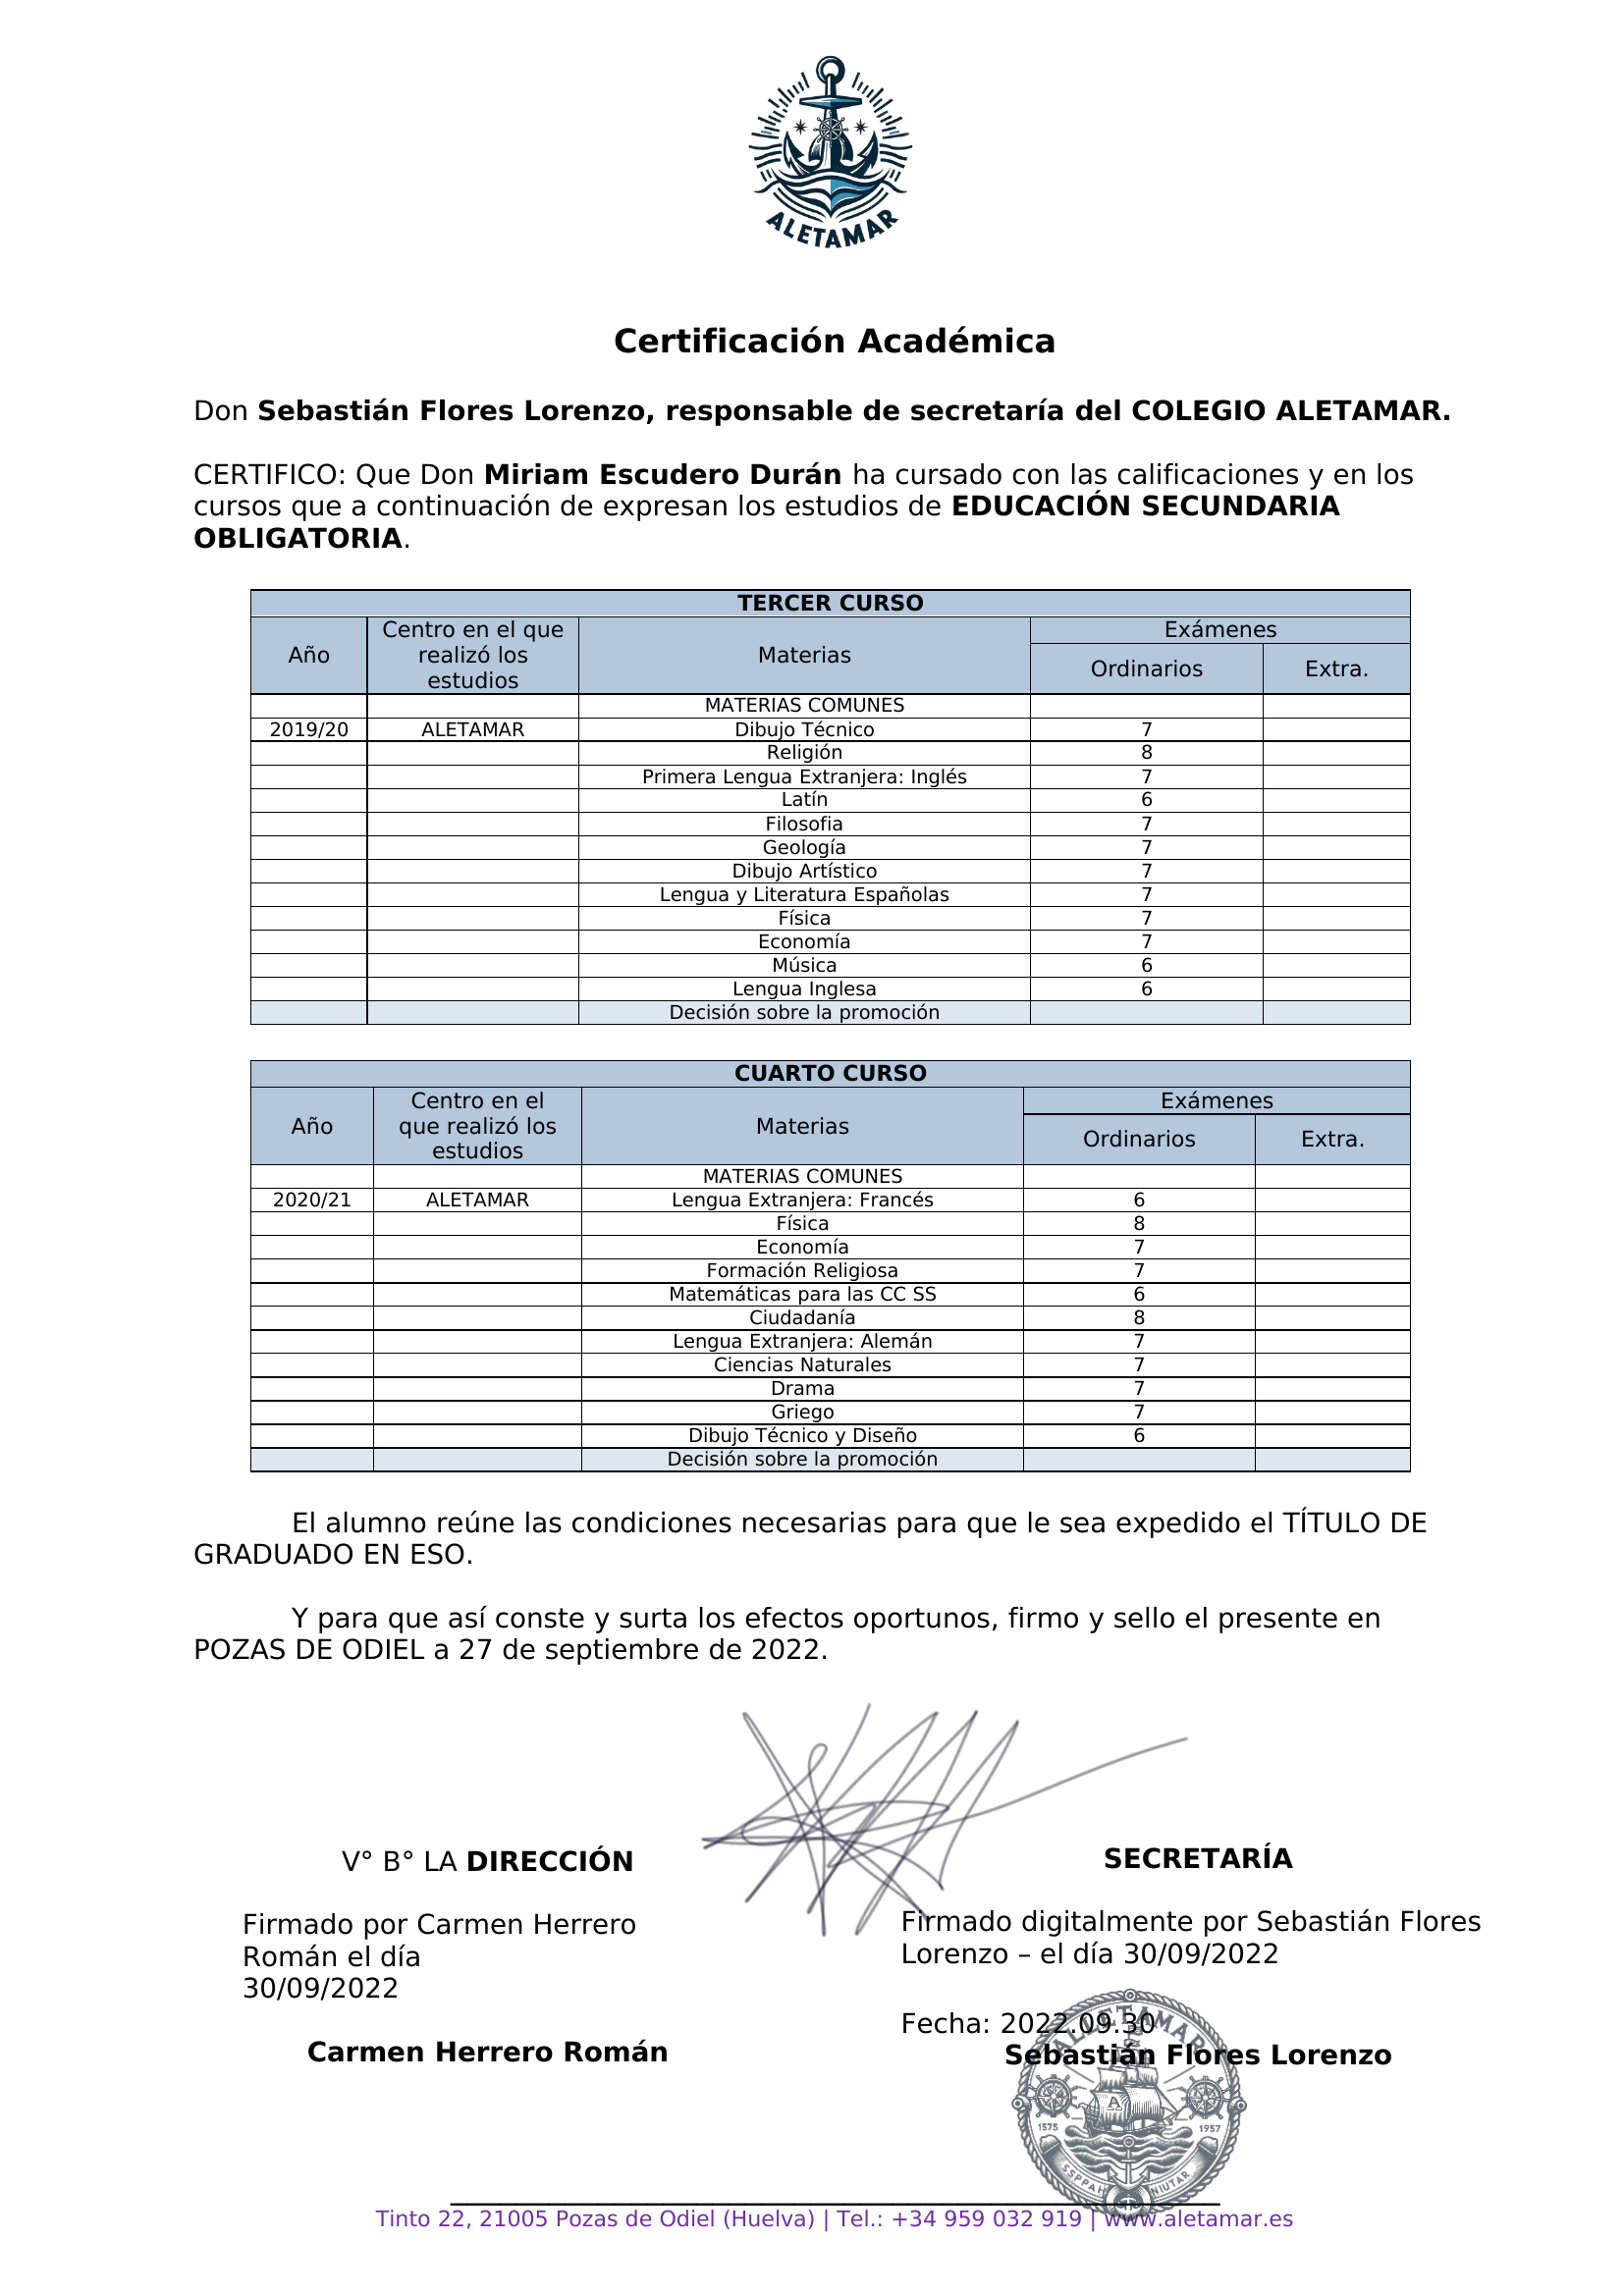 ALETAMAR
Certificación Académica
Don Sebastián Flores Lorenzo, responsable de secretaría del COLEGIO ALETAMAR.
CERTIFICO: Que Don Miriam Escudero Durán ha cursado con las calificaciones y en los
cursos que a continuación de expresan los estudios de EDUCACIÓN SECUNDARIA
OBLIGATORIA.
TERCER CURSO
Año Centro en el que realizó los estudios Materias Exámenes
Ordinarios Extra.
MATERIAS COMUNES
2019/20 ALETAMAR Dibujo Técnico 7
Religión 8
Primera Lengua Extranjera: Inglés 7
Latín 6
Filosofia 7
Geología 7
Dibujo Artístico 7
Lengua y Literatura Españolas 7
Física 7
Economía 7
Música 6
Lengua Inglesa 6
Decisión sobre la promoción
CUARTO CURSO
Año Centro en el que realizó los estudios Materias Exámenes
Ordinarios Extra.
MATERIAS COMUNES
2020/21 ALETAMAR Lengua Extranjera: Francés 6
Física 8
Economía 7
Formación Religiosa 7
Matemáticas para las CC SS 6
Ciudadanía 8
Lengua Extranjera: Alemán 7
Ciencias Naturales 7
Drama 7
Griego 7
Dibujo Técnico y Diseño 6
Decisión sobre la promoción
El alumno reúne las condiciones necesarias para que le sea expedido el TÍTULO DE
GRADUADO EN ESO.
Y para que así conste y surta los efectos oportunos, firmo y sello el presente en
POZAS DE ODIEL a 27 de septiembre de 2022.
V° B° LA DIRECCIÓN
Firmado por Carmen Herrero
Román el día
30/09/2022
Carmen Herrero Román
SECRETARÍA
Firmado digitalmente por Sebastián Flores
Lorenzo – el día 30/09/2022
Fecha: 2022.09.30
Sebastián Flores Lorenzo
ALLETAMAR
A
1575 1957
SSPPAH NIUTAR
Tinto 22, 21005 Pozas de Odiel (Huelva) | Tel.: +34 959 032 919 | www.aletamar.es